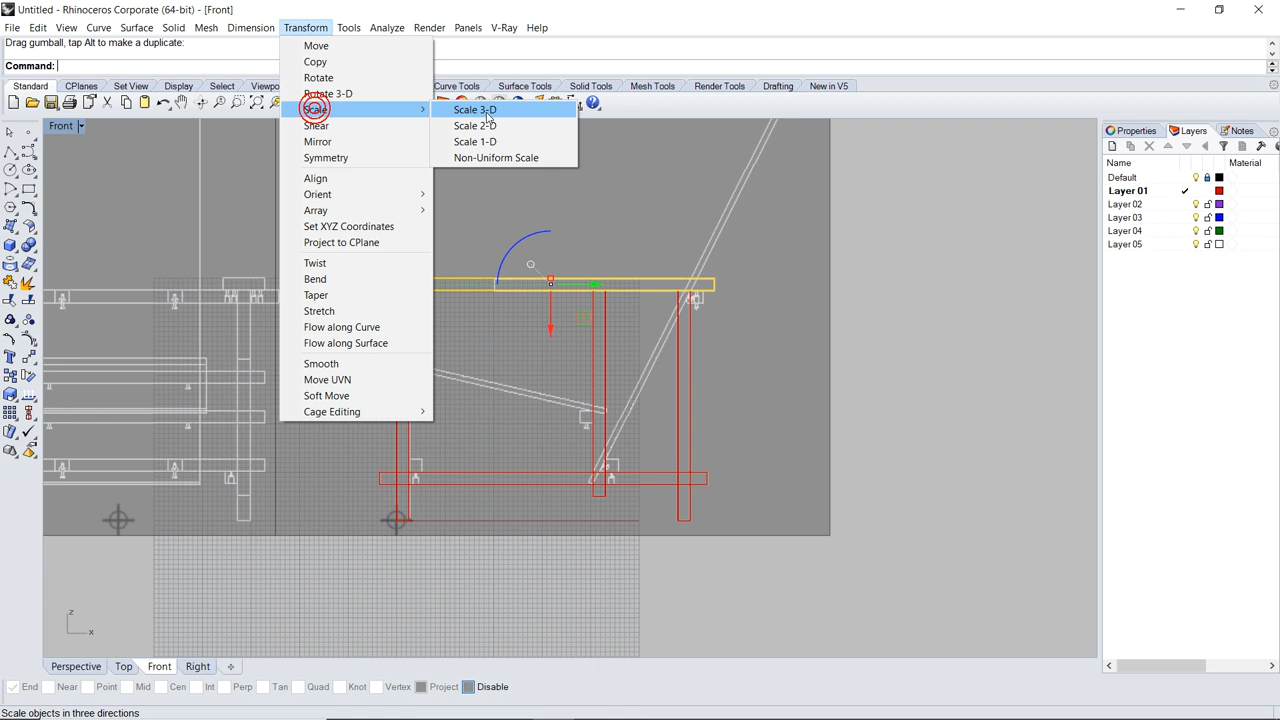 Untitled - Rhinoceros Corporate (64-bit) - [Front]
File Edit View Curve Surface Solid Mesh Dimension Transform Tools Analyze Render Panels V-Ray Help
Drag gumball, tap Alt to make a duplicate:
Command:
Standard CPlanes Set View Display Select Viewpo Curve Tools Surface Tools Solid Tools Mesh Tools Render Tools Drafting New in V5
Front
Move
Copy
Rotate
Rotate 3-D
Scale
Shear
Mirror
Symmetry
Align
Orient
Array
Set XYZ Coordinates
Project to CPlane
Twist
Bend
Taper
Stretch
Flow along Curve
Flow along Surface
Smooth
Move UVN
Soft Move
Cage Editing
Scale 3-D
Scale 2-D
Scale 1-D
Non-Uniform Scale
Properties Layers Notes
Name Material
Default
Layer 01
Layer 02
Layer 03
Layer 04
Layer 05
z
x
Perspective Top Front Right
End Near Point Mid Cen Int Perp Tan Quad Knot Vertex Project Disable
Scale objects in three directions